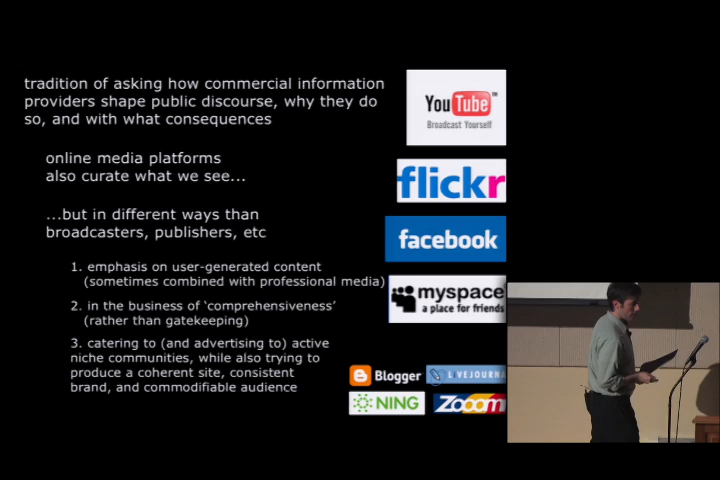 tradition of asking how commercial information
providers shape public discourse, why they do
so, and with what consequences
online media platforms
also curate what we see...
...but in different ways than
broadcasters, publishers, etc
1. emphasis on user-generated content
(sometimes combined with professional media)
2. in the business of ‘comprehensiveness’
(rather than gatekeeping)
3. catering to (and advertising to) active
niche communities, while also trying to
produce a coherent site, consistent
brand, and commodifiable audience
YouTube™
Broadcast Yourself
flickr
facebook
myspace
a place for friends
Blogger LIVEJOURNA
NING Zooom